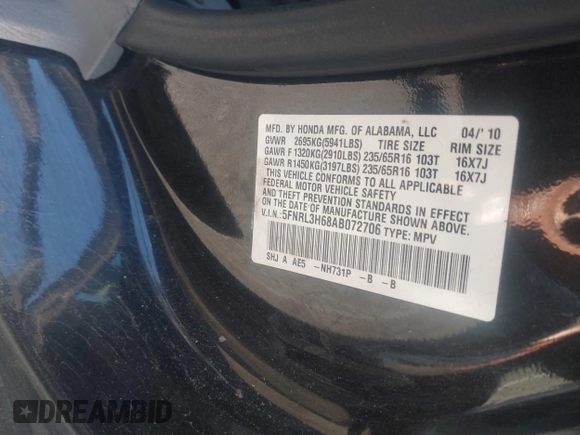 MFD. BY HONDA MFG. OF ALABAMA, LLC 04/'10
GVWR 2695KG(5941LBS) TIRE SIZE RIM SIZE
GAWR F 1320KG(2910LBS) 235/65R16 103T 16X7J
GAWR R1450KG(3197LBS) 235/65R16 103T 16X7J
THIS VEHICLE CONFORMS TO ALL APPLICABLE
FEDERAL MOTOR VEHICLE SAFETY
AND THEFT PREVENTION STANDARDS IN EFFECT
ON THE DATE OF MANUFACTURE SHOWN ABOVE.
V.I.N.:5FNRL3H68AB072706 TYPE: MPV
SHJ A AE5 -NH731P -B -B
DREAMBID